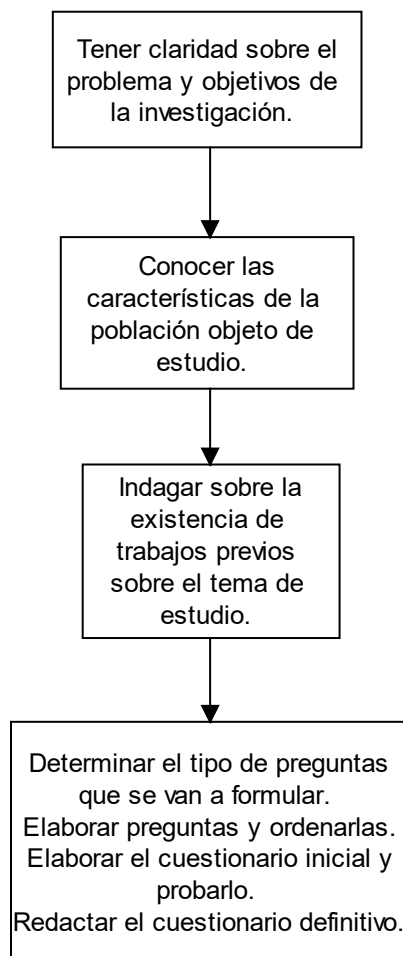 Tener claridad sobre el
problema y objetivos de
la investigación.
Conocer las
características de la
población objeto de
estudio.
Indagar sobre la
existencia de
trabajos previos
sobre el tema de
estudio.
Determinar el tipo de preguntas
que se van a formular.
Elaborar preguntas y ordenarlas.
Elaborar el cuestionario inicial y
probarlo.
Redactar el cuestionario definitivo.